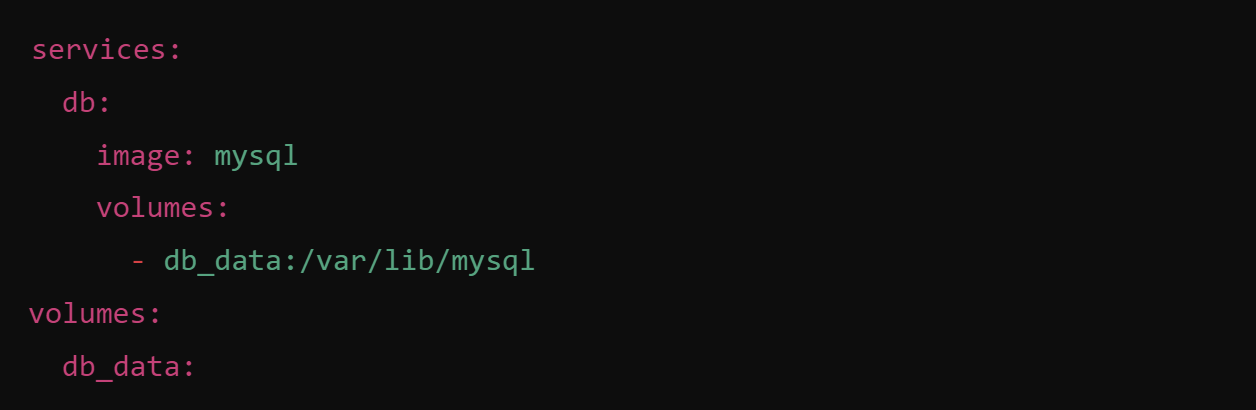 services:
  db:
    image: mysql
    volumes:
      - db_data:/var/lib/mysql
volumes:
  db_data: